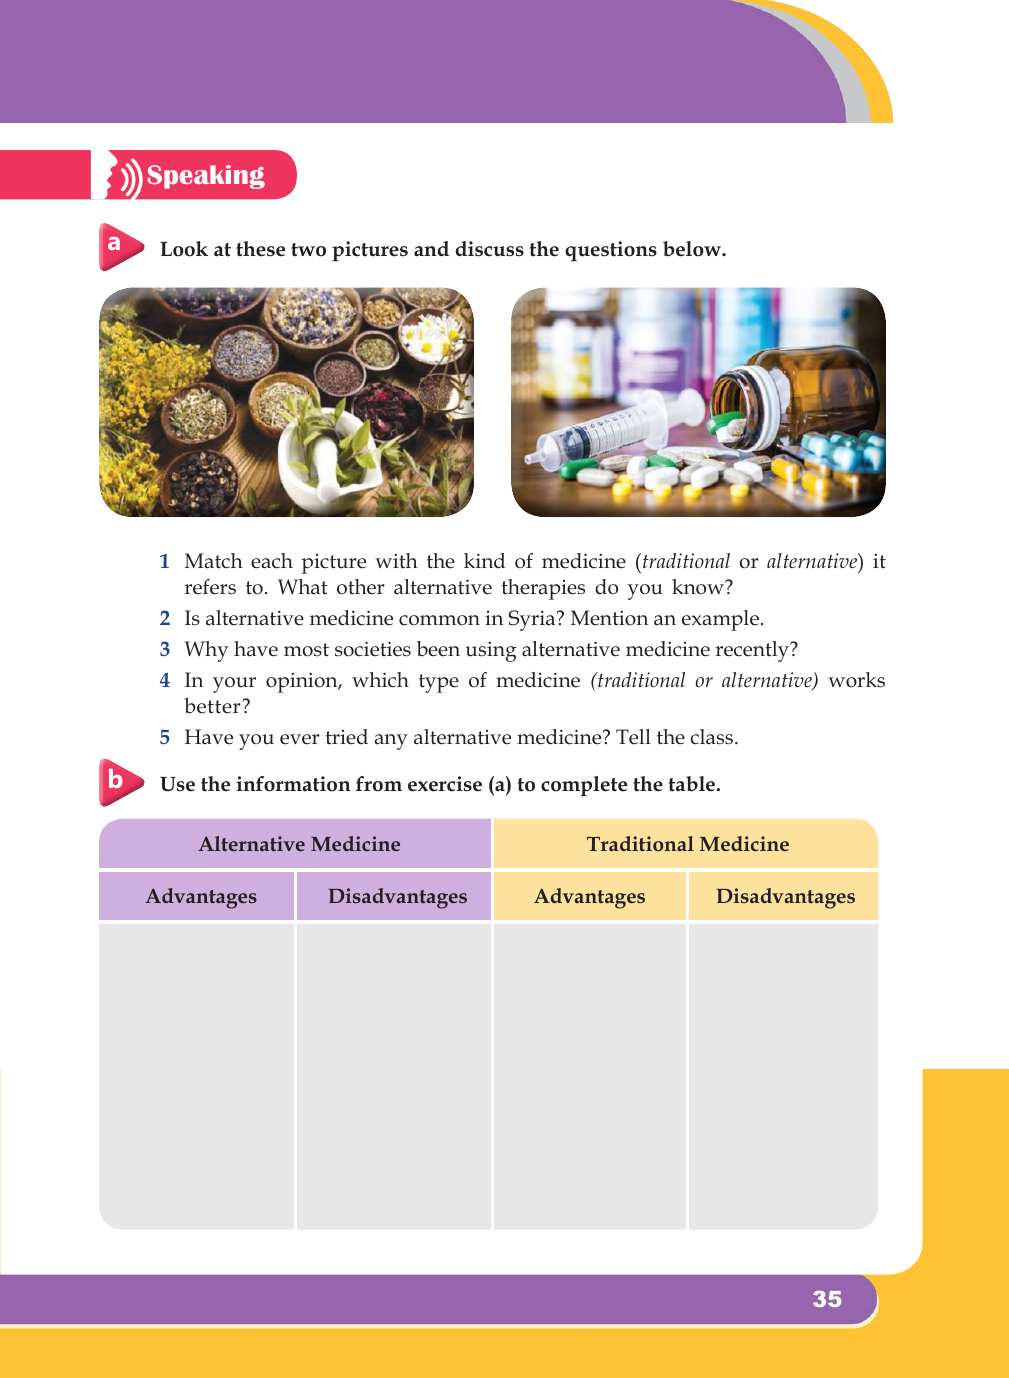 Speaking
a
Look at these two pictures and discuss the questions below.
1 Match each picture with the kind of medicine (traditional or alternative) it
refers to. What other alternative therapies do you know?
2 Is alternative medicine common in Syria? Mention an example.
3 Why have most societies been using alternative medicine recently?
4 In your opinion, which type of medicine (traditional or alternative) works
better?
5 Have you ever tried any alternative medicine? Tell the class.
b
Use the information from exercise (a) to complete the table.
Alternative Medicine Traditional Medicine
Advantages Disadvantages Advantages Disadvantages
35